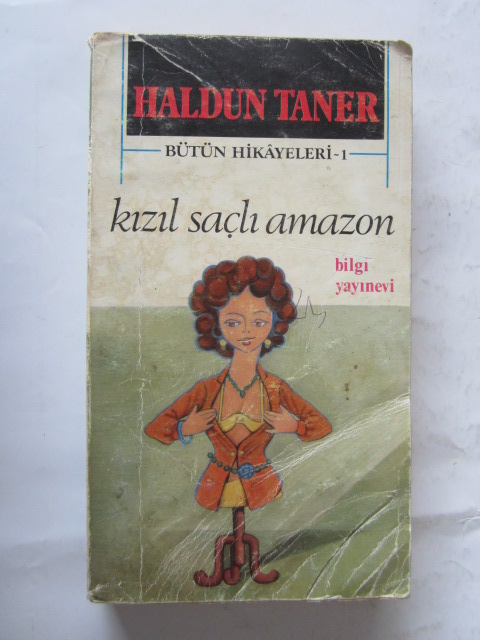 HALDUN TANER
BÜTÜN HİKÂYELERİ-1
kızıl saçlı amazon
bilgi
yayınevi